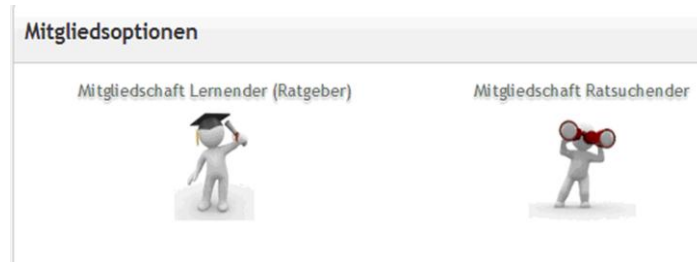 Mitgliedsoptionen
Mitgliedschaft Lernender (Ratgeber)
Mitgliedschaft Ratsuchender